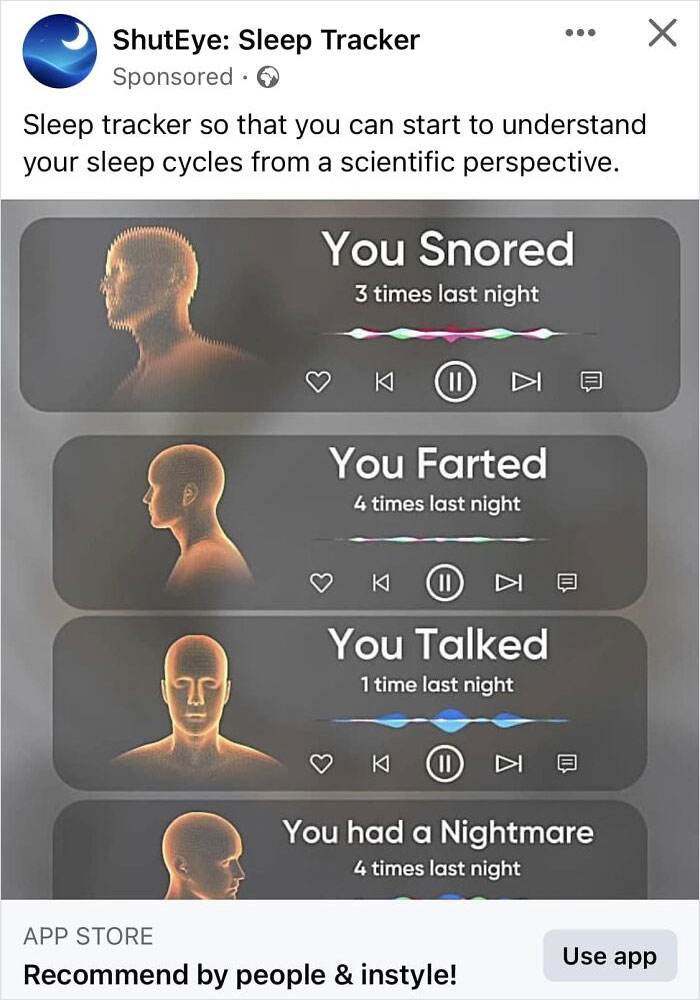 ShutEye: Sleep Tracker
Sponsored ·
Sleep tracker so that you can start to understand
your sleep cycles from a scientific perspective.
You Snored
3 times last night
You Farted
4 times last night
You Talked
1 time last night
You had a Nightmare
4 times last night
APP STORE
Recommend by people & instyle!
Use app